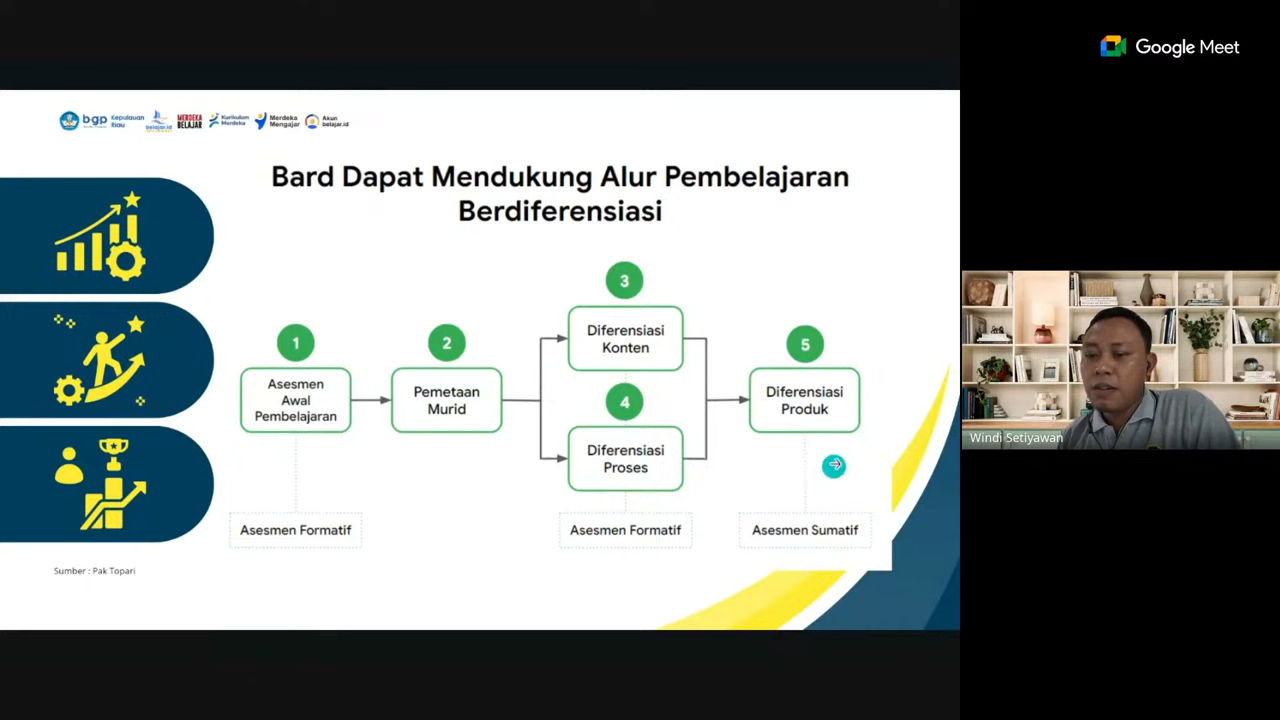 Google Meet
bgp Kepulauan Riau
belajar.id
MERDEKA BELAJAR
Kurikulum Merdeka
Merdeka Mengajar
Akun belajar.id
Bard Dapat Mendukung Alur Pembelajaran
Berdiferensiasi
1
Asesmen
Awal
Pembelajaran
2
Pemetaan
Murid
3
Diferensiasi
Konten
4
Diferensiasi
Proses
5
Diferensiasi
Produk
Asesmen Formatif
Asesmen Formatif
Asesmen Sumatif
Sumber : Pak Topari
Windi Setiyawan